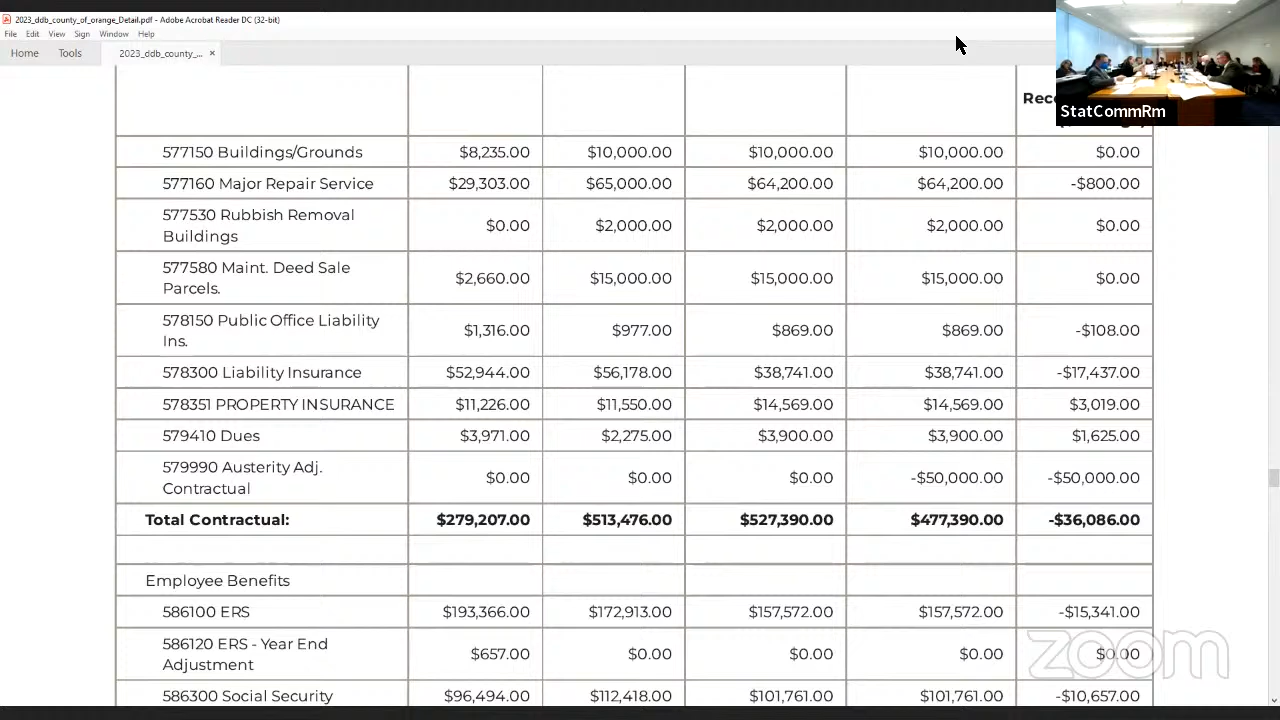 2023_ddb_county_of_orange_Detail.pdf - Adobe Acrobat Reader DC (32-bit)
File Edit View Sign Window Help
Home Tools 2023_ddb_county_... ×
StatCommRm
577150 Buildings/Grounds $8,235.00 $10,000.00 $10,000.00 $10,000.00 $0.00
577160 Major Repair Service $29,303.00 $65,000.00 $64,200.00 $64,200.00 -$800.00
577530 Rubbish Removal
Buildings $0.00 $2,000.00 $2,000.00 $2,000.00 $0.00
577580 Maint. Deed Sale
Parcels. $2,660.00 $15,000.00 $15,000.00 $15,000.00 $0.00
578150 Public Office Liability
Ins. $1,316.00 $977.00 $869.00 $869.00 -$108.00
578300 Liability Insurance $52,944.00 $56,178.00 $38,741.00 $38,741.00 -$17,437.00
578351 PROPERTY INSURANCE $11,226.00 $11,550.00 $14,569.00 $14,569.00 $3,019.00
579410 Dues $3,971.00 $2,275.00 $3,900.00 $3,900.00 $1,625.00
579990 Austerity Adj.
Contractual $0.00 $0.00 $0.00 -$50,000.00 -$50,000.00
Total Contractual: $279,207.00 $513,476.00 $527,390.00 $477,390.00 -$36,086.00
Employee Benefits
586100 ERS $193,366.00 $172,913.00 $157,572.00 $157,572.00 -$15,341.00
586120 ERS - Year End
Adjustment $657.00 $0.00 $0.00 $0.00 $0.00
zoom
586300 Social Security $96,494.00 $112,418.00 $101,761.00 $101,761.00 -$10,657.00